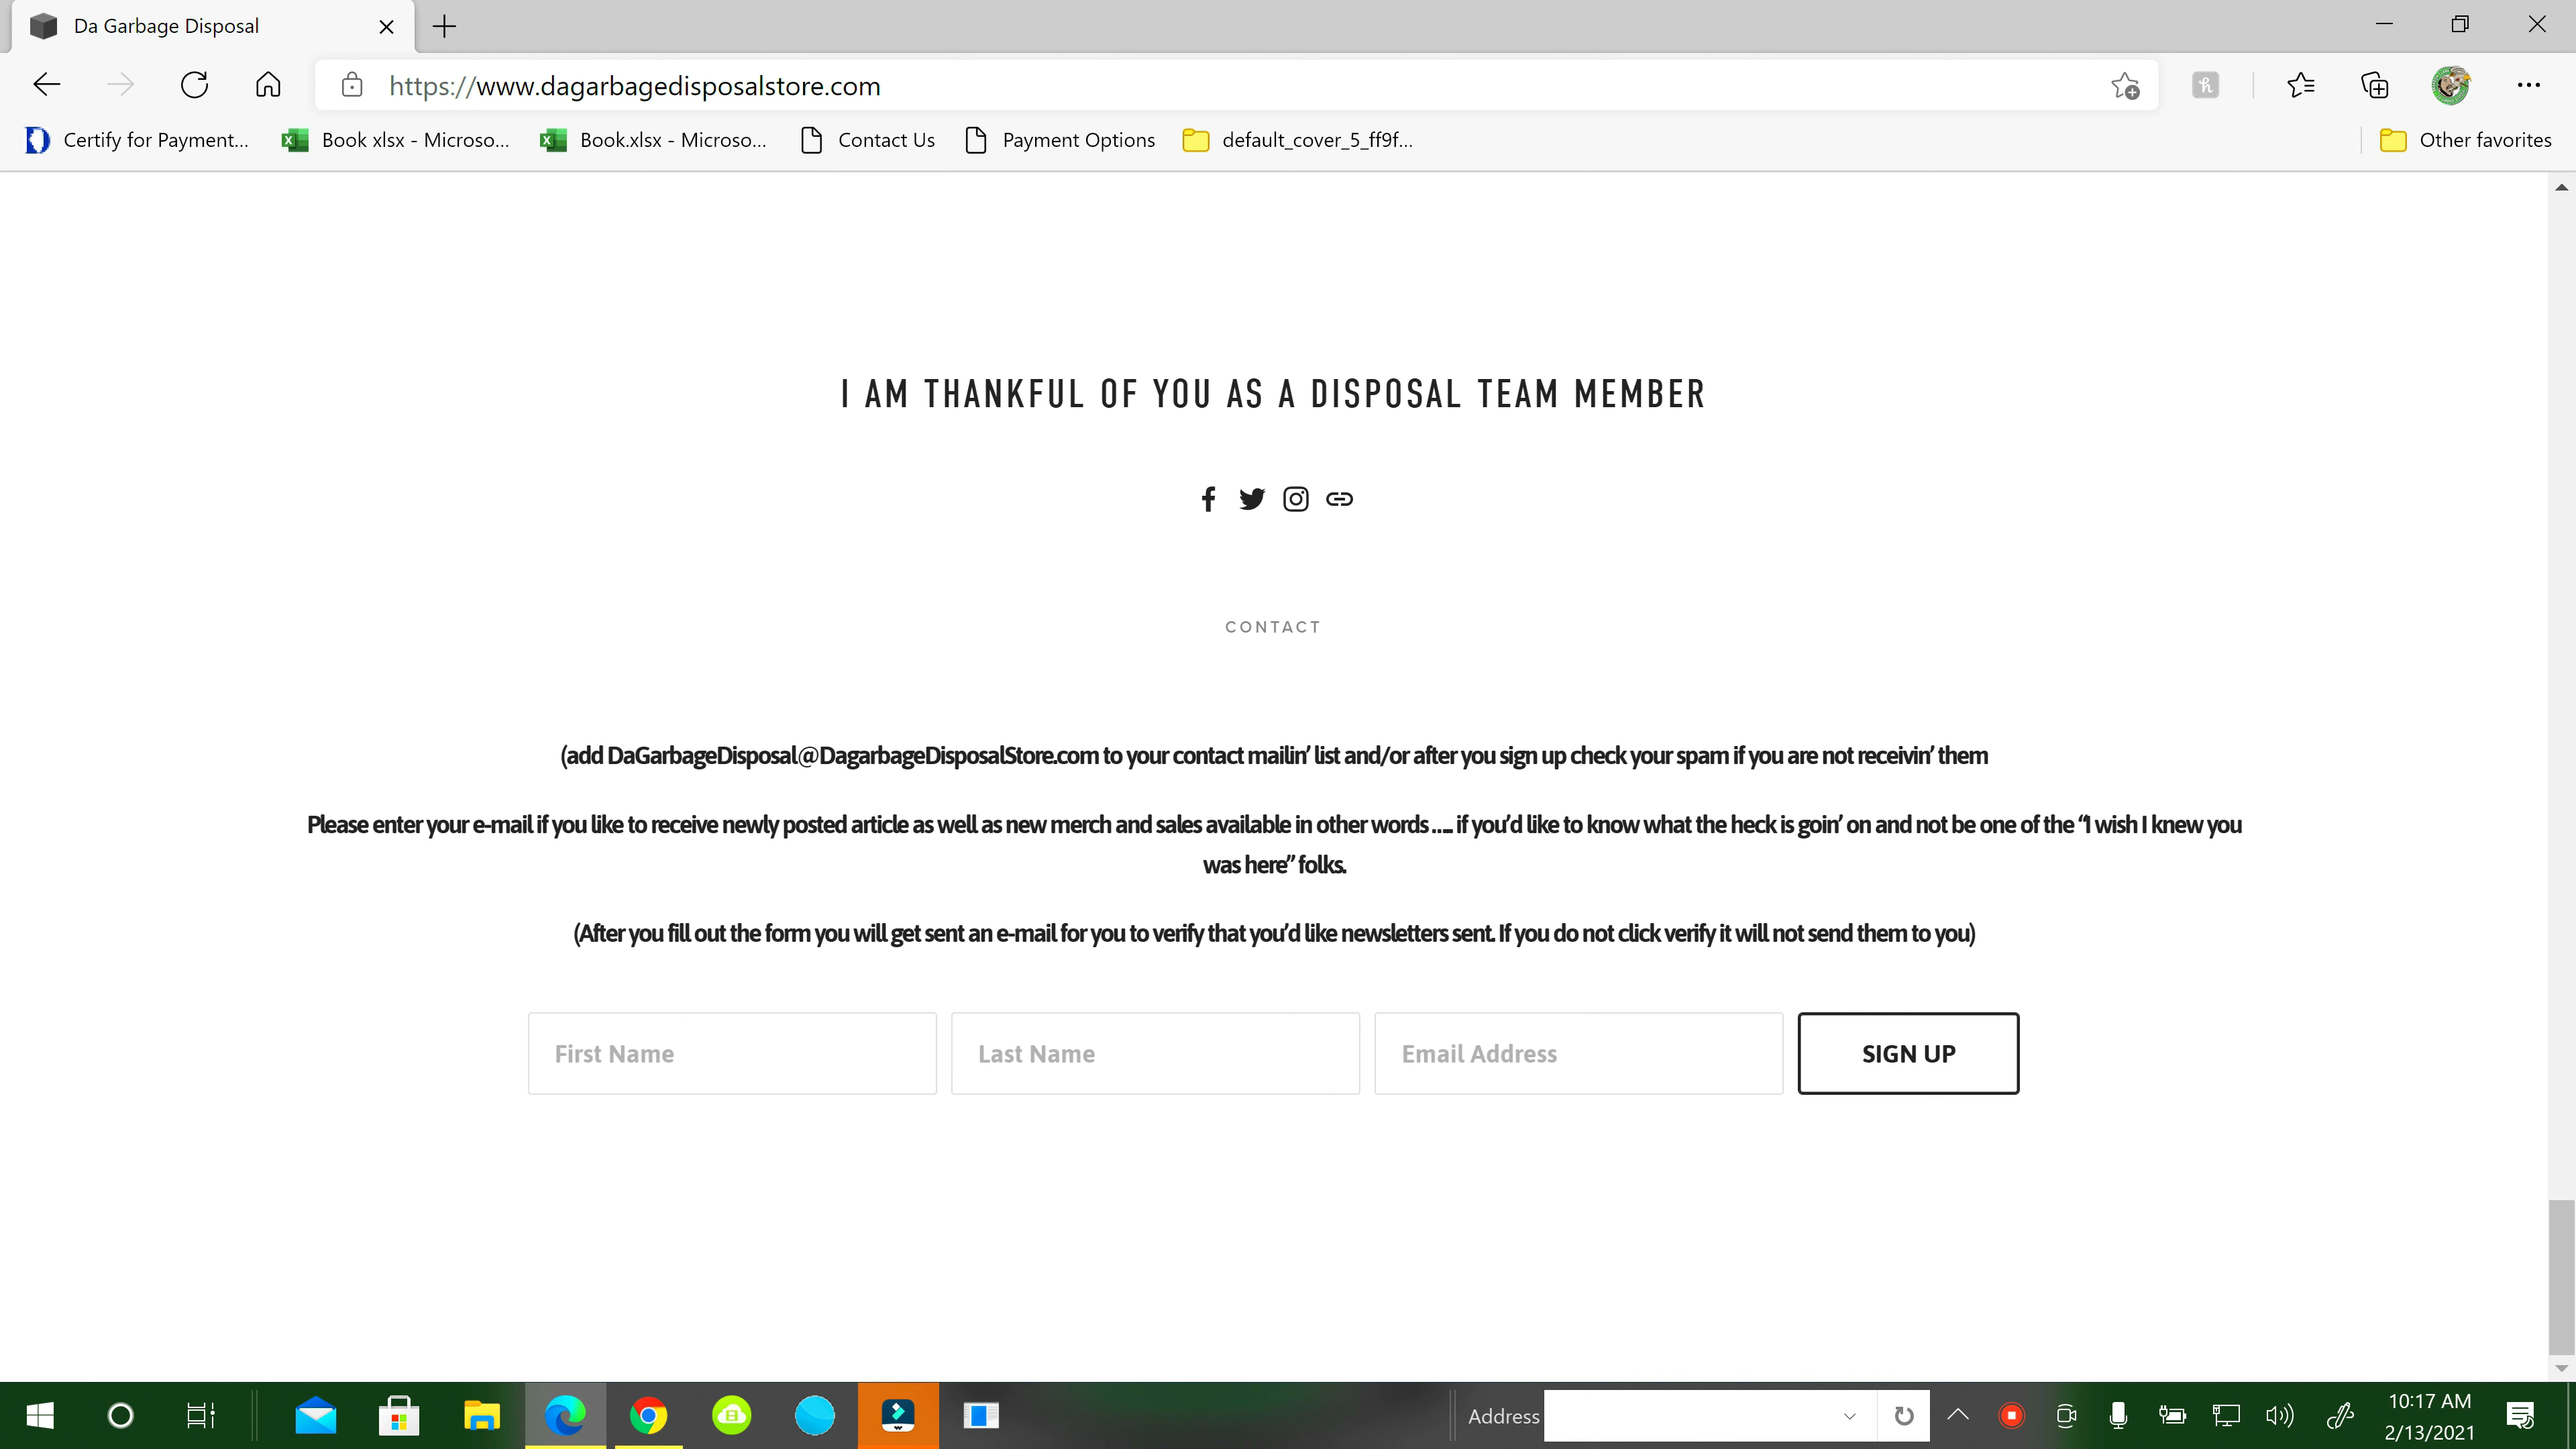 Da Garbage Disposal
https://www.dagarbagedisposalstore.com
Certify for Payment... Book xlsx - Microso... Book.xlsx - Microso... Contact Us Payment Options default_cover_5_ff9f... Other favorites
I AM THANKFUL OF YOU AS A DISPOSAL TEAM MEMBER
CONTACT
(add DaGarbageDisposal@DagarbageDisposalStore.com to your contact mailin’ list and/or after you sign up check your spam if you are not receivin’ them
Please enter your e-mail if you like to receive newly posted article as well as new merch and sales available in other words….. if you’d like to know what the heck is goin’ on and not be one of the “I wish I knew you
was here” folks.
(After you fill out the form you will get sent an e-mail for you to verify that you’d like newsletters sent. If you do not click verify it will not send them to you)
First Name Last Name Email Address SIGN UP
Address
10:17 AM
2/13/2021